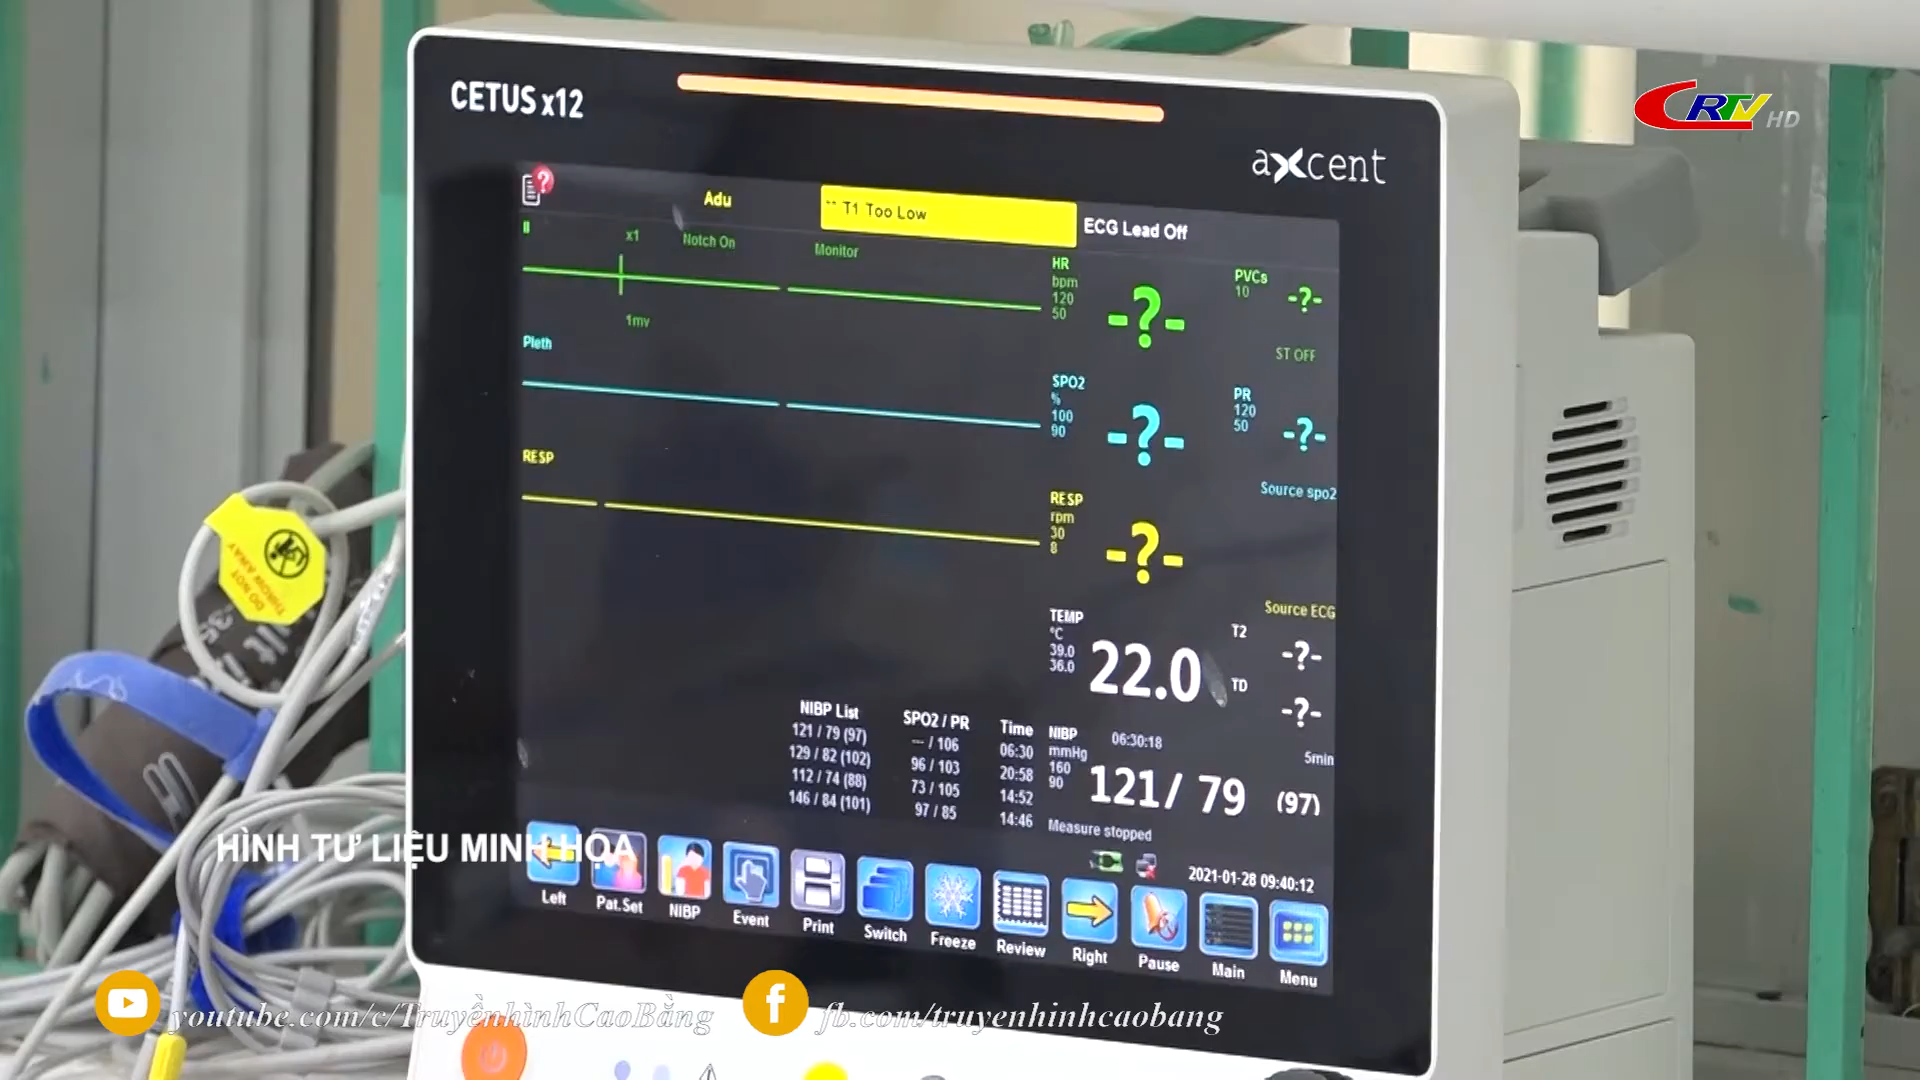 CETUS x12
axcent
CRTV HD
?
Adu
** T1 Too Low
ECG Lead Off
II
x1
Notch On
Monitor
1mv
HR
bpm
120
50
-?-
PVCs
10
-?-
ST OFF
Pleth
SPO2
%
100
90
-?-
PR
120
50
-?-
Source spo2
RESP
RESP
rpm
30
8
-?-
Source ECG
TEMP
°C
39.0
36.0
22.0
T2
-?-
TD
-?-
NIBP List SPO2 / PR Time
121 / 79 (97) --- / 106 06:30
129 / 82 (102) 96 / 103 20:58
112 / 74 (88) 73 / 105 14:52
146 / 84 (101) 97 / 85 14:46
NIBP
mmHg
160
90
06:30:18
5min
121/ 79 (97)
Measure stopped
2021-01-28 09:40:12
Left
Pat.Set
NIBP
Event
Print
Switch
Freeze
Review
Right
Pause
Main
Menu
DO NOT
THROW AWAY
HÌNH TƯ LIỆU MINH HỌA
youtube.com/c/TruyềnhìnhCaoBằng
fb.com/truyenhinhcaobang